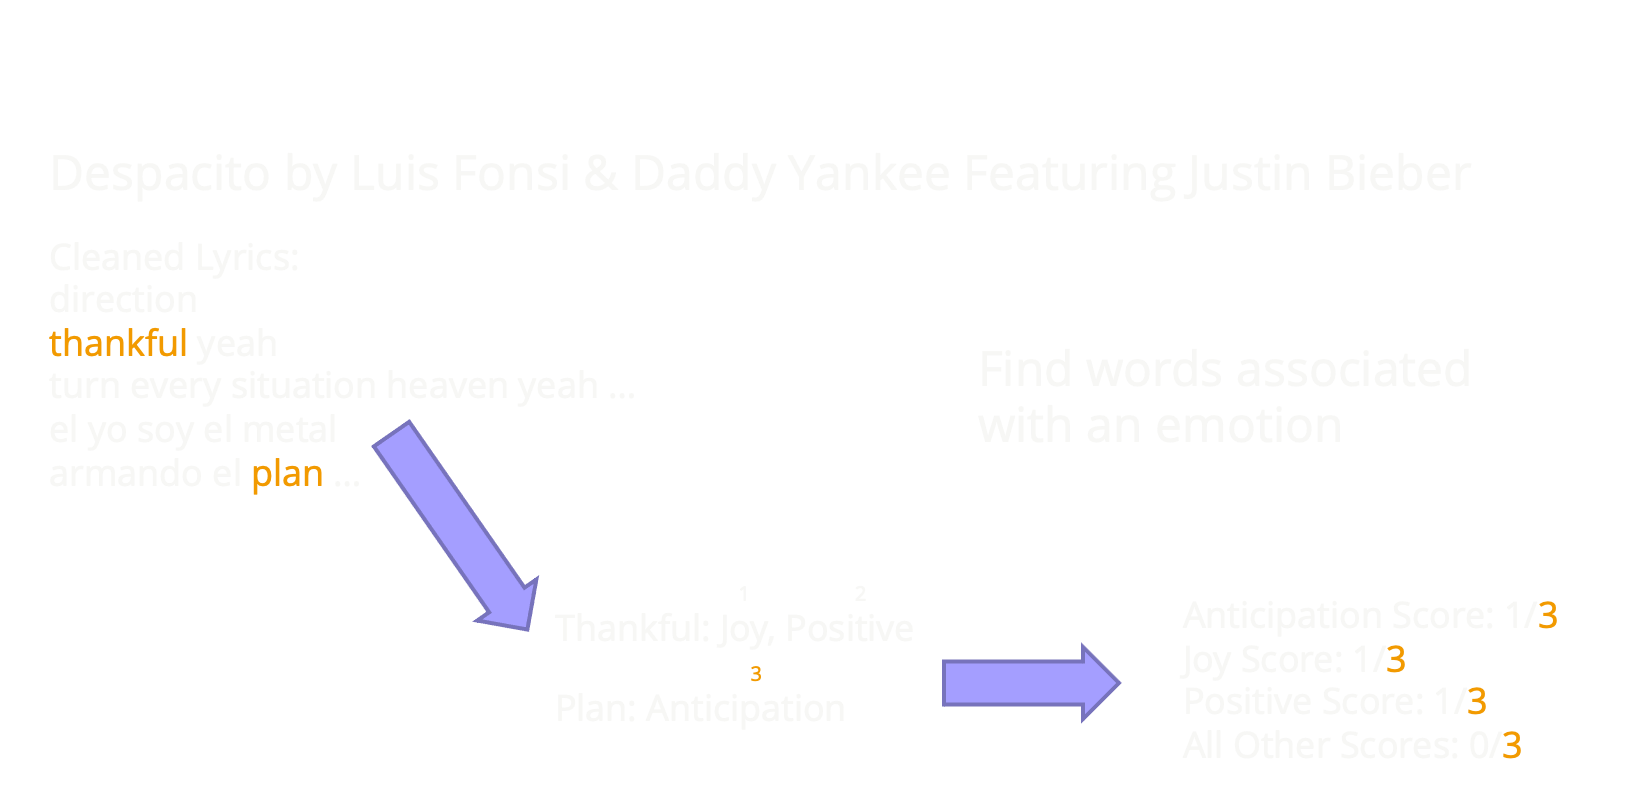 Despacito by Luis Fonsi & Daddy Yankee Featuring Justin Bieber
Cleaned Lyrics:
direction
thankful yeah
turn every situation heaven yeah ...
el yo soy el metal
armando el plan ...
Find words associated
with an emotion
1 2
Thankful: Joy, Positive
3
Plan: Anticipation
Anticipation Score: 1/3
Joy Score: 1/3
Positive Score: 1/3
All Other Scores: 0/3